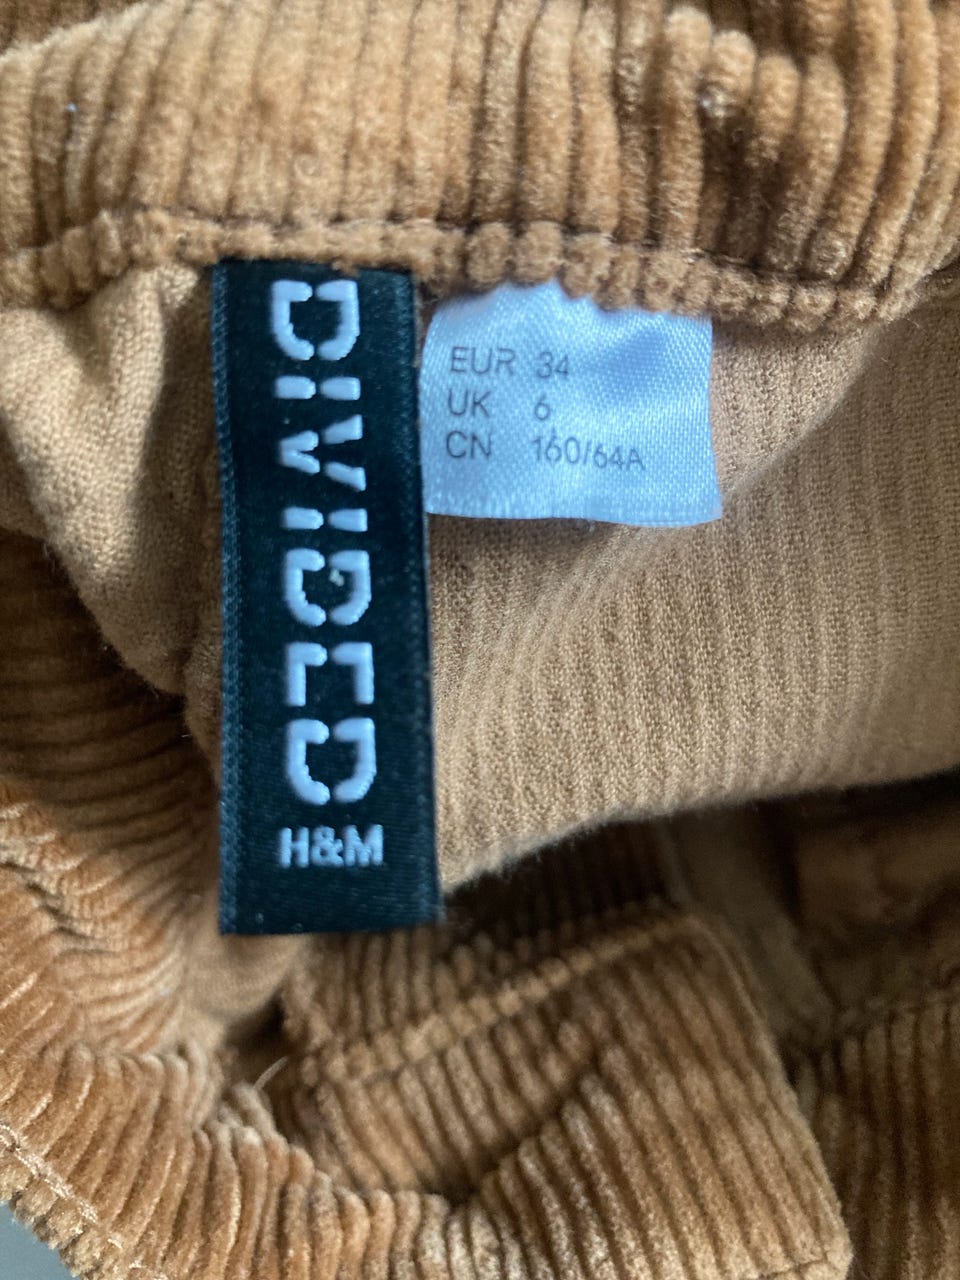 DIVIDED
H&M
EUR 34
UK 6
CN 160/64A